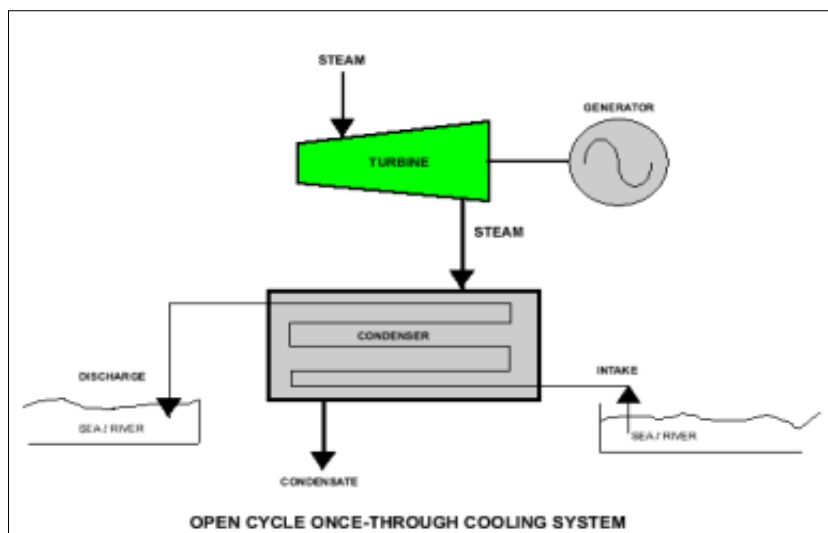 STEAM
GENERATOR
TURBINE
STEAM
CONDENSER
DISCHARGE
INTAKE
SEA / RIVER
SEA / RIVER
CONDENSATE
OPEN CYCLE ONCE-THROUGH COOLING SYSTEM